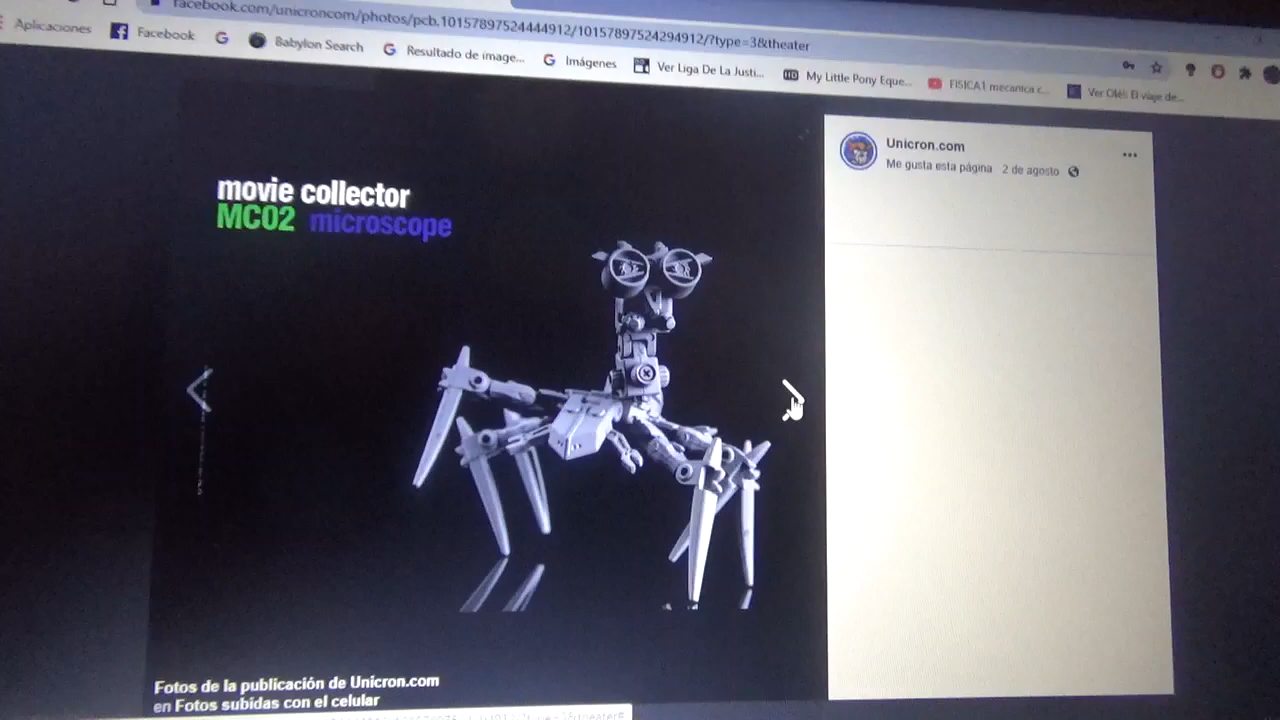 facebook.com/unicroncom/photos/pcb.10157897524444912/10157897524294912/?type=3&theater
Aplicaciones Facebook Babylon Search Resultado de image... Imágenes Ver Liga De La Justi... My Little Pony Eque... FISICA1 mecanica c... Ver Olés El viaje de...
Unicron.com
Me gusta esta página 2 de agosto
movie collector
MC02 microscope
Fotos de la publicación de Unicron.com
en Fotos subidas con el celular